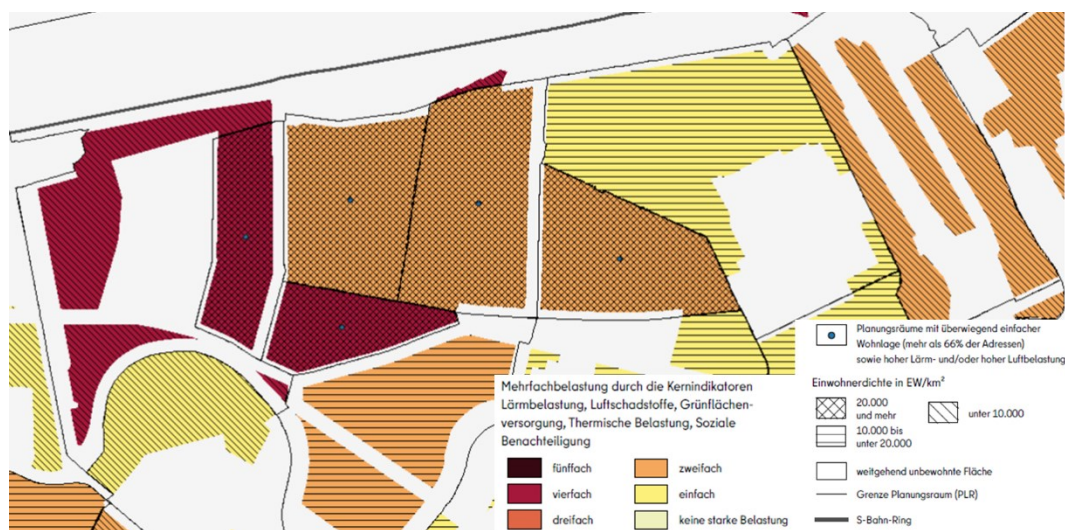 Mehrfachbelastung durch die Kernindikatoren
Lärmbelastung, Luftschadstoffe, Grünflächen-
versorgung, Thermische Belastung, Soziale
Benachteiligung
fünffach
zweifach
vierfach
einfach
dreifach
keine starke Belastung
Planungsräume mit überwiegend einfacher
Wohnlage (mehr als 66% der Adressen)
sowie hoher Lärm- und/oder hoher Luftbelastung
Einwohnerdichte in EW/km²
20.000
und mehr
unter 10.000
10.000 bis
unter 20.000
weitgehend unbewohnte Fläche
Grenze Planungsraum (PLR)
S-Bahn-Ring